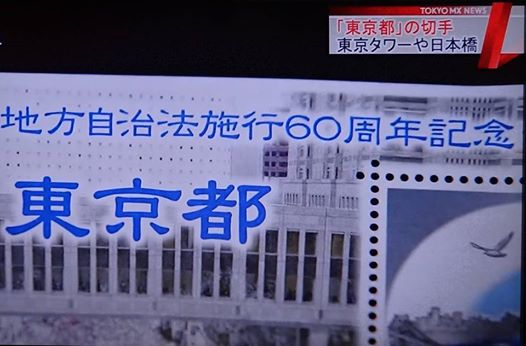 TOKYO MX NEWS
「東京都」の切手
東京タワーや日本橋
地方自治法施行60周年記念
東京都